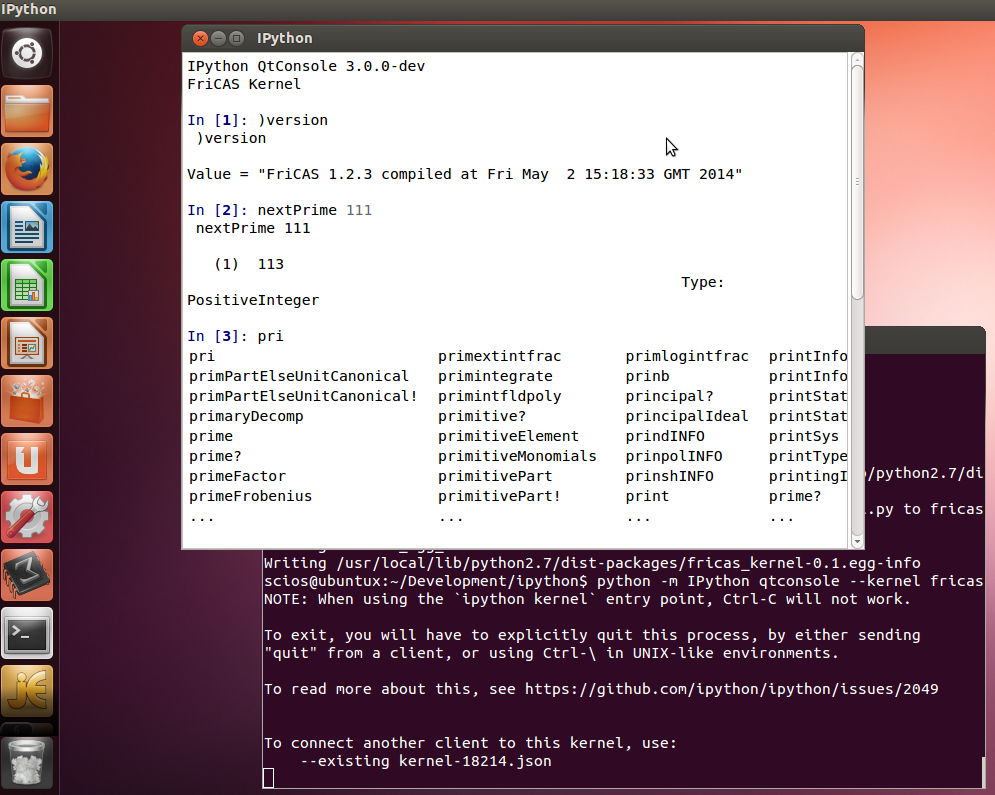 IPython
IPython
IPython QtConsole 3.0.0-dev
FriCAS Kernel
In [1]: )version
)version
Value = "FriCAS 1.2.3 compiled at Fri May  2 15:18:33 GMT 2014"
In [2]: nextPrime 111
nextPrime 111
(1)  113
Type:
PositiveInteger
In [3]: pri
pri primextintfrac primlogintfrac printInfo
primPartElseUnitCanonical primintegrate prinb printInfo
primPartElseUnitCanonical! primintfldpoly principal? printStat
primaryDecomp primitive? principalIdeal printStat
prime primitiveElement prindINFO printSys
prime? primitiveMonomials prinpolINFO printType
primeFactor primitivePart prinshINFO printingI
primeFrobenius primitivePart! print prime?
... ... ... ...
/python2.7/di
.py to fricas
Writing /usr/local/lib/python2.7/dist-packages/fricas_kernel-0.1.egg-info
scios@ubuntux:~/Development/ipython$ python -m IPython qtconsole --kernel fricas
NOTE: When using the `ipython kernel` entry point, Ctrl-C will not work.
To exit, you will have to explicitly quit this process, by either sending
"quit" from a client, or using Ctrl-\ in UNIX-like environments.
To read more about this, see https://github.com/ipython/ipython/issues/2049
To connect another client to this kernel, use:
--existing kernel-18214.json